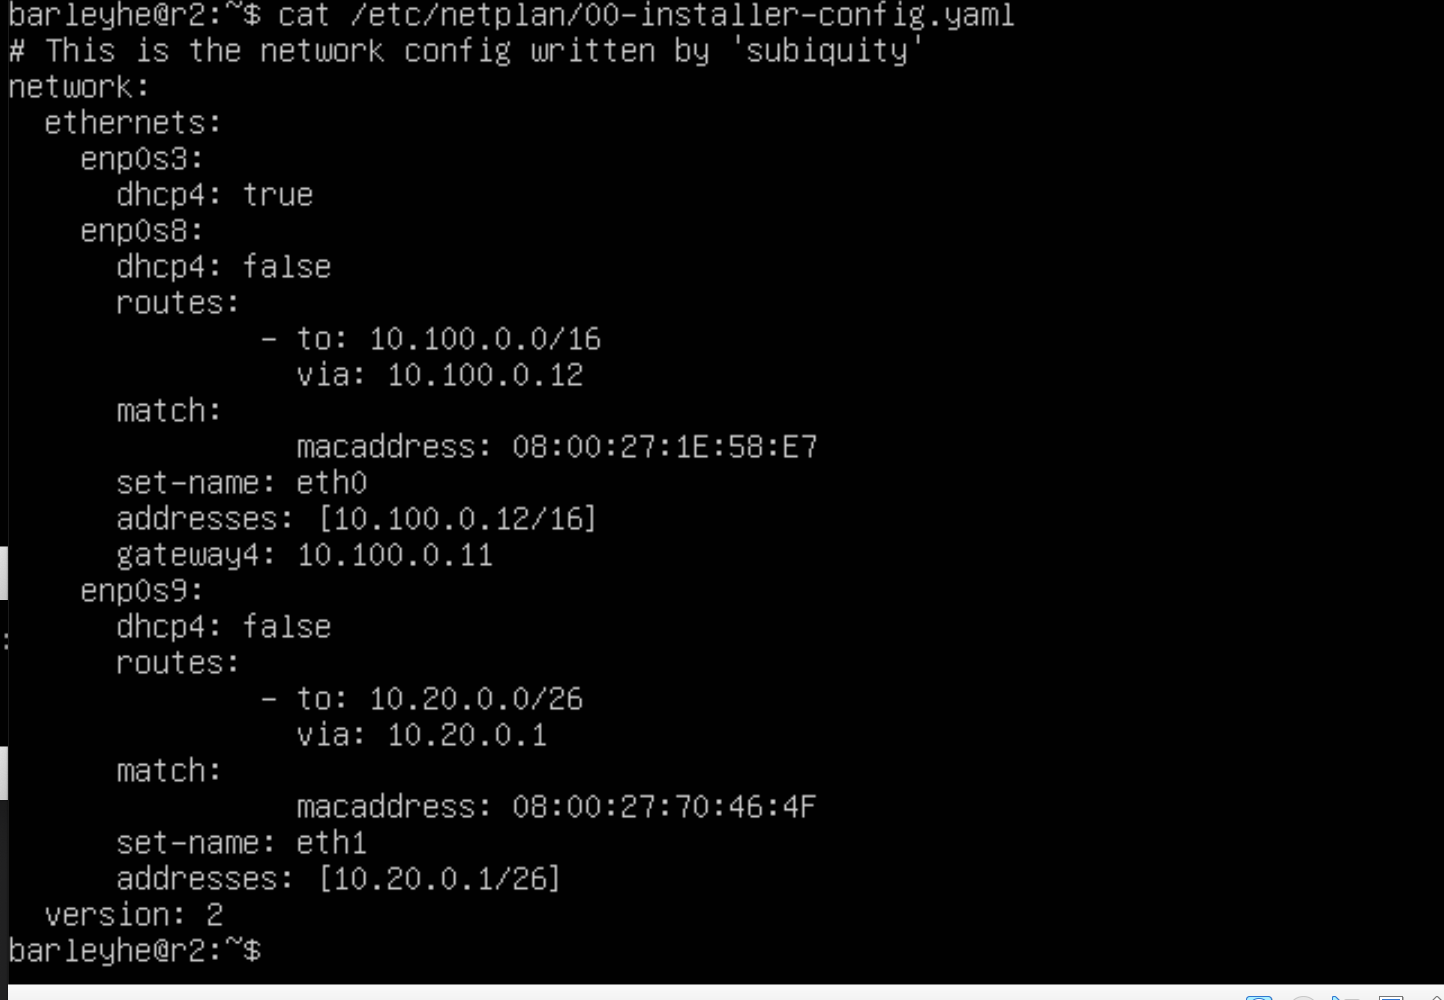 barleyhe@r2:~$ cat /etc/netplan/00-installer-config.yaml
# This is the network config written by 'subiquity'
network:
  ethernets:
    enp0s3:
      dhcp4: true
    enp0s8:
      dhcp4: false
      routes:
              - to: 10.100.0.0/16
                via: 10.100.0.12
      match:
                macaddress: 08:00:27:1E:58:E7
      set-name: eth0
      addresses: [10.100.0.12/16]
      gateway4: 10.100.0.11
    enp0s9:
      dhcp4: false
      routes:
              - to: 10.20.0.0/26
                via: 10.20.0.1
      match:
                macaddress: 08:00:27:70:46:4F
      set-name: eth1
      addresses: [10.20.0.1/26]
  version: 2
barleyhe@r2:~$